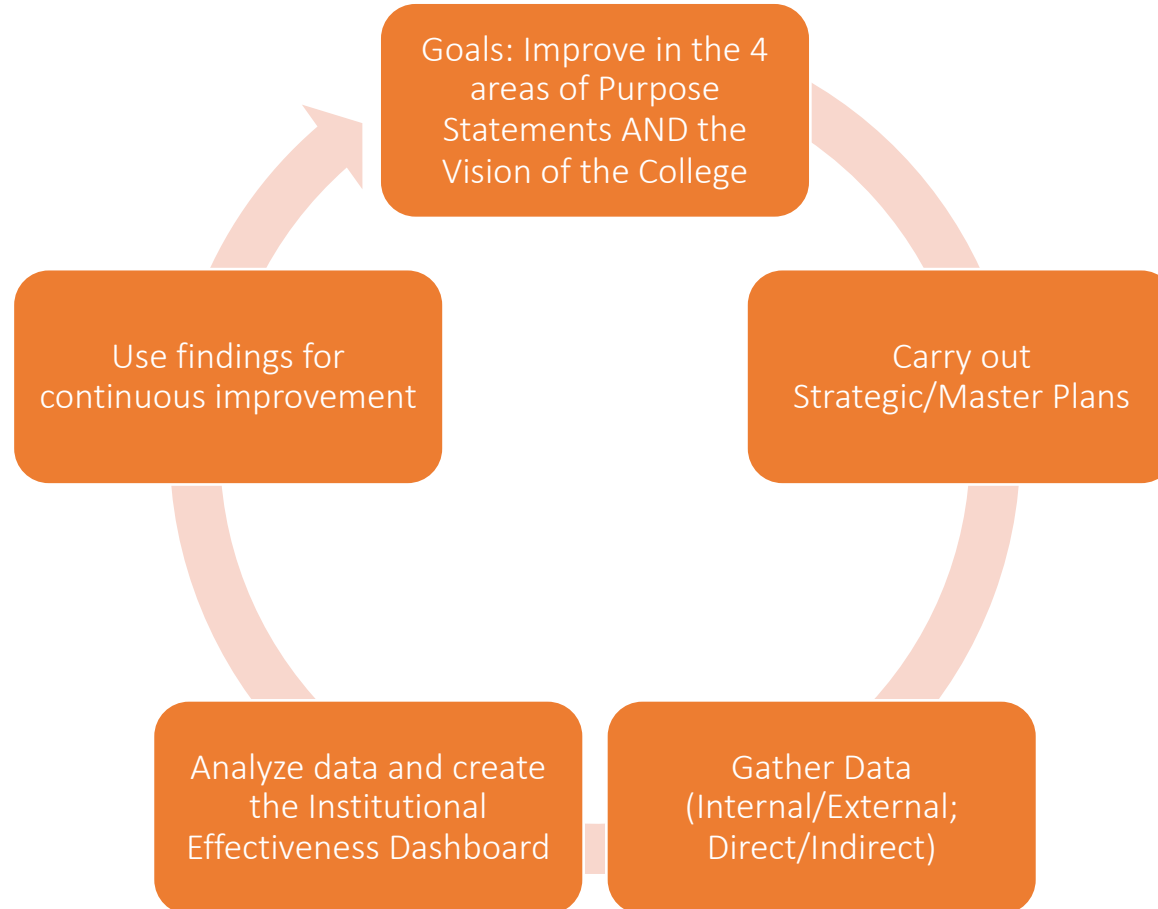 Goals: Improve in the 4
areas of Purpose
Statements AND the
Vision of the College
Carry out
Strategic/Master Plans
Gather Data
(Internal/External;
Direct/Indirect)
Analyze data and create
the Institutional
Effectiveness Dashboard
Use findings for
continuous improvement